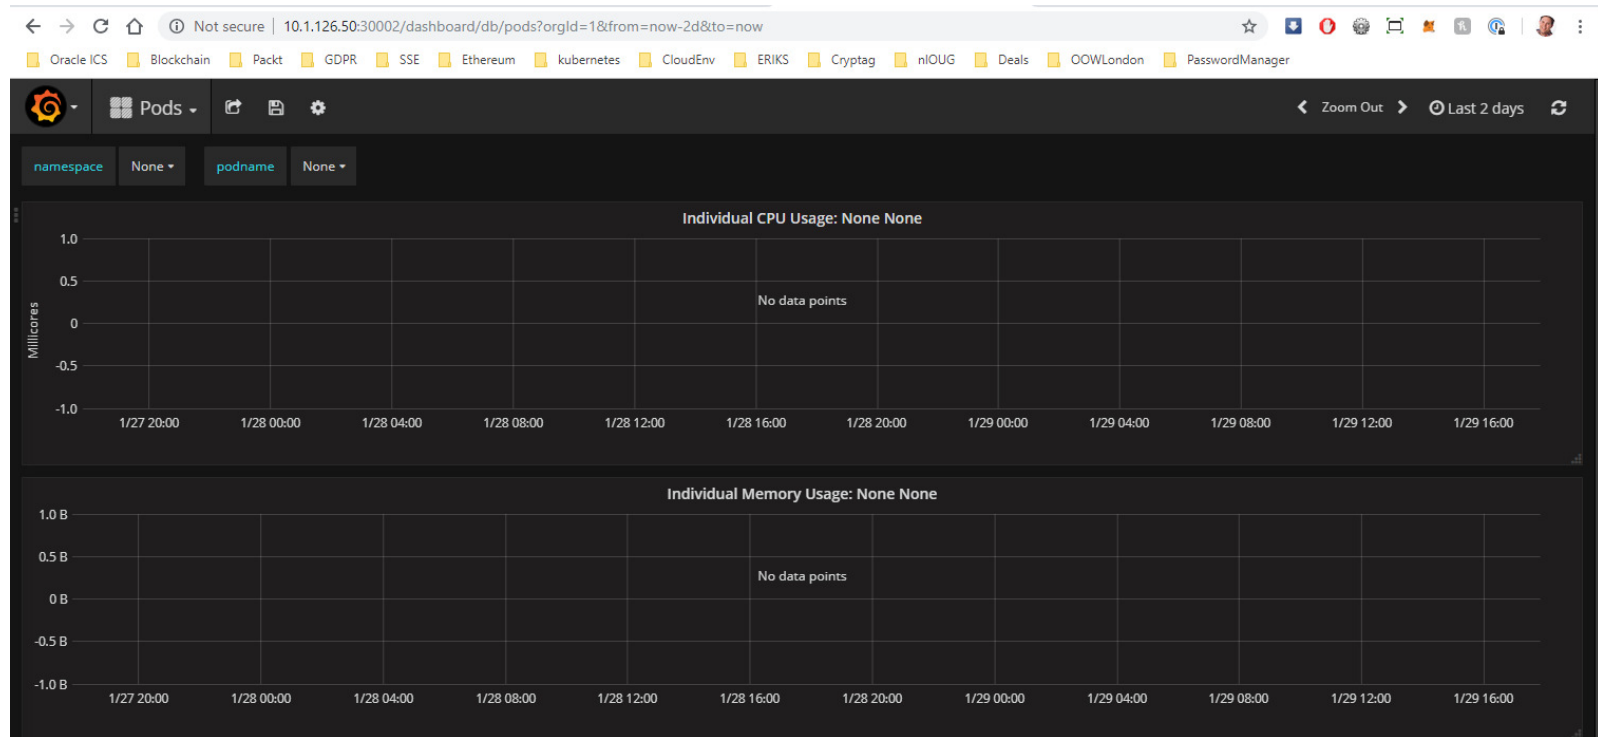 Not secure | 10.1.126.50:30002/dashboard/db/pods?orgId=1&from=now-2d&to=now
Oracle ICS Blockchain Packt GDPR SSE Ethereum kubernetes CloudEnv ERIKS Cryptag nlOUG Deals OOWLondon PasswordManager
Pods Zoom Out Last 2 days
namespace None podname None
Individual CPU Usage: None None
1.0
0.5
No data points
Millicores
0
-0.5
-1.0
1/27 20:00 1/28 00:00 1/28 04:00 1/28 08:00 1/28 12:00 1/28 16:00 1/28 20:00 1/29 00:00 1/29 04:00 1/29 08:00 1/29 12:00 1/29 16:00
Individual Memory Usage: None None
1.0 B
0.5 B
No data points
0 B
-0.5 B
-1.0 B
1/27 20:00 1/28 00:00 1/28 04:00 1/28 08:00 1/28 12:00 1/28 16:00 1/28 20:00 1/29 00:00 1/29 04:00 1/29 08:00 1/29 12:00 1/29 16:00